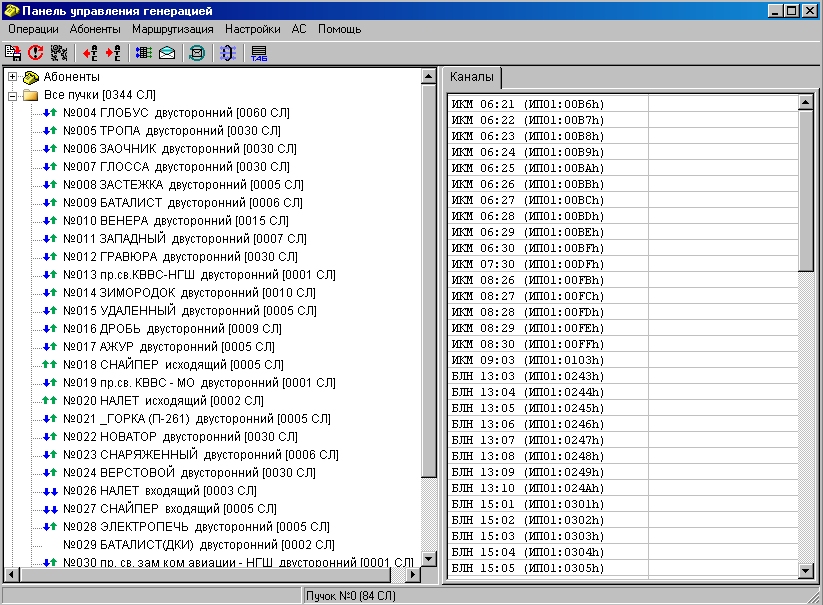 Панель управления генерацией
Операции Абоненты Маршрутизация Настройки АС Помощь
TAБ
Абоненты
Все пучки [0344 СЛ]
№004 ГЛОБУС двусторонний [0060 СЛ]
№005 ТРОПА двусторонний [0030 СЛ]
№006 ЗАОЧНИК двусторонний [0030 СЛ]
№007 ГЛОССА двусторонний [0030 СЛ]
№008 ЗАСТЕЖКА двусторонний [0005 СЛ]
№009 БАТАЛИСТ двусторонний [0006 СЛ]
№010 ВЕНЕРА двусторонний [0015 СЛ]
№011 ЗАПАДНЫЙ двусторонний [0007 СЛ]
№012 ГРАВЮРА двусторонний [0030 СЛ]
№013 пр.св.КВВС-НГШ двусторонний [0001 СЛ]
№014 ЗИМОРОДОК двусторонний [0010 СЛ]
№015 УДАЛЕННЫЙ двусторонний [0005 СЛ]
№016 ДРОБЬ двусторонний [0009 СЛ]
№017 АЖУР двусторонний [0005 СЛ]
№018 СНАЙПЕР исходящий [0005 СЛ]
№019 пр.св. КВВС - МО двусторонний [0001 СЛ]
№020 НАЛЕТ исходящий [0002 СЛ]
№021 _ГОРКА (П-261) двусторонний [0005 СЛ]
№022 НОВАТОР двусторонний [0030 СЛ]
№023 СНАРЯЖЕННЫЙ двусторонний [0006 СЛ]
№024 ВЕРСТОВОЙ двусторонний [0030 СЛ]
№026 НАЛЕТ входящий [0003 СЛ]
№027 СНАЙПЕР входящий [0005 СЛ]
№028 ЭЛЕКТРОПЕЧЬ двусторонний [0005 СЛ]
№029 БАТАЛИСТ(ДКИ) двусторонний [0002 СЛ]
№030 пр. св. зам ком авиации - НГШ двусторонний [0001 СЛ]
Каналы
ИКМ 06:21 (ИП01:00B6h)
ИКМ 06:22 (ИП01:00B7h)
ИКМ 06:23 (ИП01:00B8h)
ИКМ 06:24 (ИП01:00B9h)
ИКМ 06:25 (ИП01:00BAh)
ИКМ 06:26 (ИП01:00BBh)
ИКМ 06:27 (ИП01:00BCh)
ИКМ 06:28 (ИП01:00BDh)
ИКМ 06:29 (ИП01:00BEh)
ИКМ 06:30 (ИП01:00BFh)
ИКМ 07:30 (ИП01:00DFh)
ИКМ 08:26 (ИП01:00FBh)
ИКМ 08:27 (ИП01:00FCh)
ИКМ 08:28 (ИП01:00FDh)
ИКМ 08:29 (ИП01:00FEh)
ИКМ 08:30 (ИП01:00FFh)
ИКМ 09:03 (ИП01:0103h)
БЛН 13:03 (ИП01:0243h)
БЛН 13:04 (ИП01:0244h)
БЛН 13:05 (ИП01:0245h)
БЛН 13:06 (ИП01:0246h)
БЛН 13:07 (ИП01:0247h)
БЛН 13:08 (ИП01:0248h)
БЛН 13:09 (ИП01:0249h)
БЛН 13:10 (ИП01:024Ah)
БЛН 15:01 (ИП01:0301h)
БЛН 15:02 (ИП01:0302h)
БЛН 15:03 (ИП01:0303h)
БЛН 15:04 (ИП01:0304h)
БЛН 15:05 (ИП01:0305h)
Пучок №0 (84 СЛ)